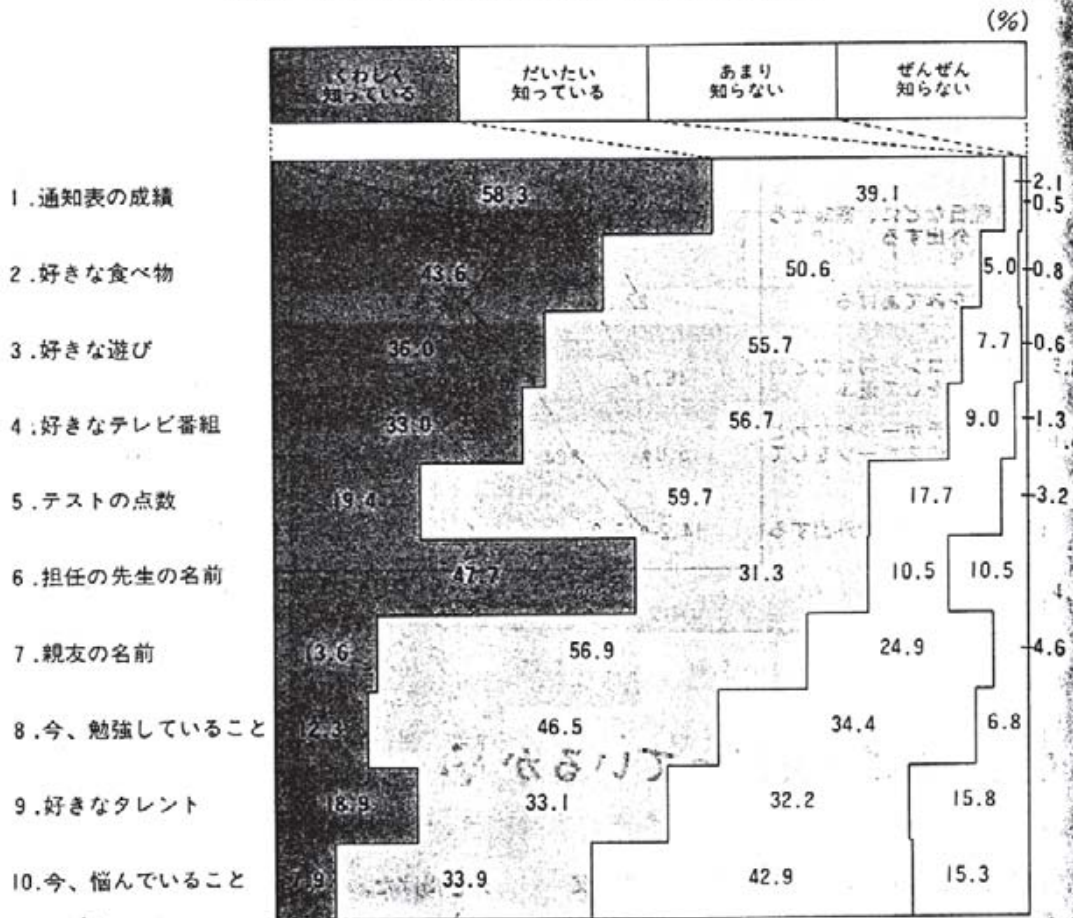 (%)
くわしく
知っている
だいたい
知っている
あまり
知らない
ぜんぜん
知らない
1.通知表の成績 58.3 39.1 2.1 0.5
2.好きな食べ物 43.6 50.6 5.0 0.8
3.好きな遊び 36.0 55.7 7.7 0.6
4.好きなテレビ番組 33.0 56.7 9.0 1.3
5.テストの点数 19.4 59.7 17.7 3.2
6.担任の先生の名前 47.7 31.3 10.5 10.5
7.親友の名前 13.6 56.9 24.9 4.6
8.今、勉強していること 12.3 46.5 34.4 6.8
9.好きなタレント 18.9 33.1 32.2 15.8
10.今、悩んでいること 7.9 33.9 42.9 15.3
ているか